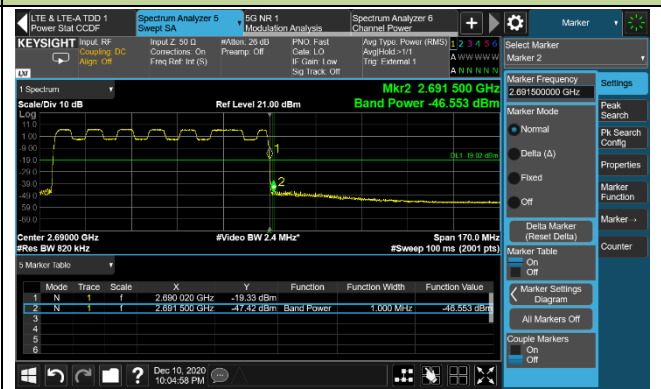 LTE & LTE-A TDD 1
Power Stat CCDF
Spectrum Analyzer 5
Swept SA
5G NR 1
Modulation Analysis
Spectrum Analyzer 6
Channel Power
Marker
KEYSIGHT
Input: RF
Coupling: DC
Align: Off
Input Z: 50 Ω
Corrections: On
Freq Ref: Int (S)
#Atten: 26 dB
Preamp: Off
PNO: Fast
Gate: LO
IF Gain: Low
Sig Track: Off
Avg Type: Power (RMS)
Avg|Hold:>1/1
Trig: External 1
1 2 3 4 5 6
A W W W W W
A N N N N N
LXI
Select Marker
Marker 2
1 Spectrum
Scale/Div 10 dB
Ref Level 21.00 dBm
Mkr2 2.691 500 GHz
Band Power -46.553 dBm
Log
11.0
1.00
-9.00
-19.0
-29.0
-39.0
-49.0
-59.0
-69.0
1
2
DL1 -19.02 dBm
Center 2.69000 GHz
#Res BW 820 kHz
#Video BW 2.4 MHz*
Span 170.0 MHz
#Sweep 100 ms (2001 pts)
5 Marker Table
Mode Trace Scale X Y Function Function Width Function Value
1 N 1 f 2.690 020 GHz -19.33 dBm
2 N 1 f 2.691 500 GHz -47.42 dBm Band Power 1.000 MHz -46.553 dBm
3
4
5
6
Marker Frequency
2.691500000 GHz
Marker Mode
Normal
Delta (Δ)
Fixed
Off
Delta Marker
(Reset Delta)
Marker Table
On
Off
Marker Settings
Diagram
All Markers Off
Couple Markers
On
Off
Settings
Peak
Search
Pk Search
Config
Properties
Marker
Function
Marker→
Counter
?
Dec 10, 2020
10:04:58 PM